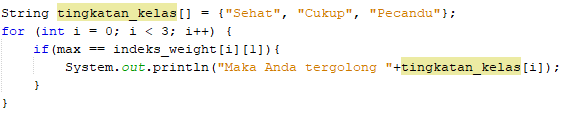 String tingkatan_kelas[] = {"Sehat", "Cukup", "Pecandu"};
for (int i = 0; i < 3; i++) {
if(max == indeks_weight[i][1]){
System.out.println("Maka Anda tergolong "+tingkatan_kelas[i]);
}
}